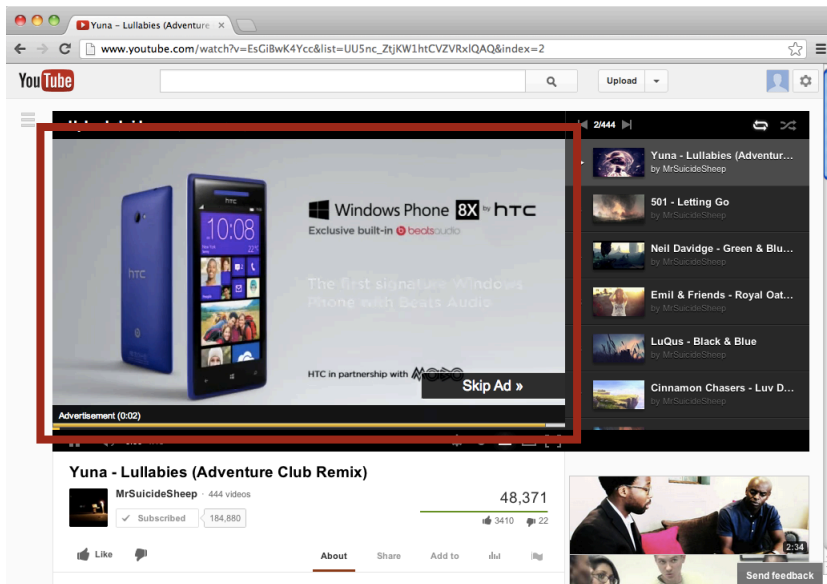 Yuna – Lullabies (Adventure
www.youtube.com/watch?v=EsGiBwK4Ycc&list=UU5nc_ZtjKW1htCVZVRxlQAQ&index=2
YouTube
Upload
2/444
Yuna - Lullabies (Adventur...
by MrSuicideSheep
501 - Letting Go
by MrSuicideSheep
Neil Davidge - Green & Blu...
by MrSuicideSheep
Emil & Friends - Royal Oat...
by MrSuicideSheep
LuQus - Black & Blue
by MrSuicideSheep
Cinnamon Chasers - Luv D...
by MrSuicideSheep
hTC
hTC
10:08
Windows Phone 8X by hTC
Exclusive built-in beatsaudio
The first signature Windows
Phone with Beats Audio
HTC in partnership with
Skip Ad »
Advertisement (0:02)
Yuna - Lullabies (Adventure Club Remix)
MrSuicideSheep · 444 videos
Subscribed 184,880
48,371
3410 22
Like
About Share Add to
2:34
Send feedback